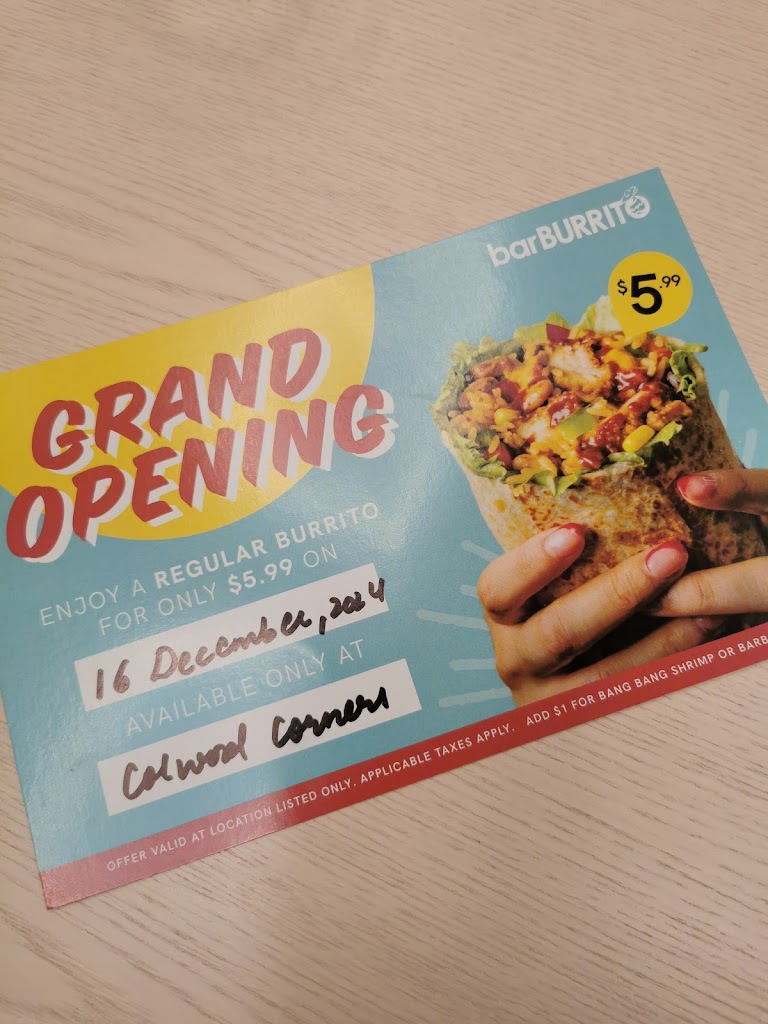 barBURRITO
$5.99
GRAND
OPENING
ENJOY A REGULAR BURRITO
FOR ONLY $5.99 ON
16 December, 2024
AVAILABLE ONLY AT
Colwood Corners
OFFER VALID AT LOCATION LISTED ONLY. APPLICABLE TAXES APPLY. ADD $1 FOR BANG BANG SHRIMP OR